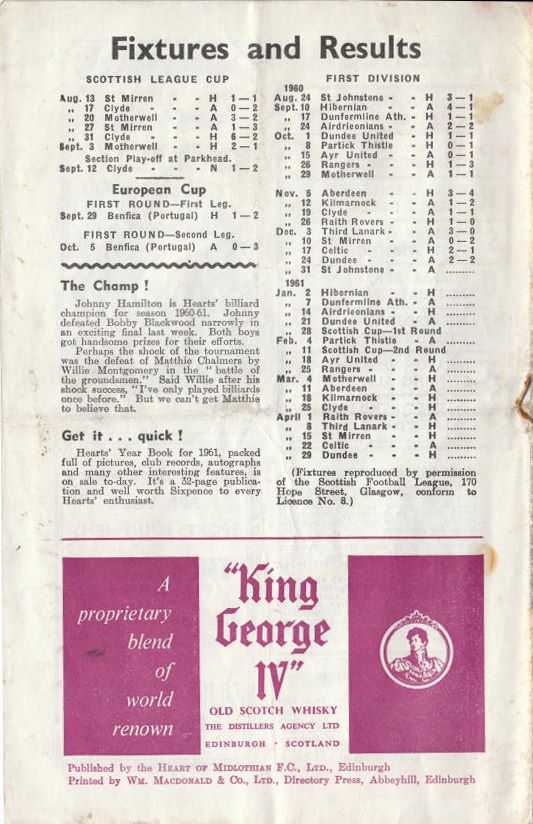 Fixtures and Results
SCOTTISH LEAGUE CUP
Aug. 13 St Mirren - - H 1—1
„ 17 Clyde - - A 0—2
„ 20 Motherwell - - A 3—2
„ 27 St Mirren - - A 1—3
„ 31 Clyde - - H 6—2
Sept. 3 Motherwell - - H 2—1
Section Play-off at Parkhead.
Sept. 12 Clyde - - N 1—2
European Cup
FIRST ROUND—First Leg.
Sept. 29 Benfica (Portugal) H 1—2
FIRST ROUND—Second Leg.
Oct. 5 Benfica (Portugal) A 0—3
The Champ !
Johnny Hamilton is Hearts' billiard
champion for season 1960-61. Johnny
defeated Bobby Blackwood narrowly in
an exciting final last week. Both boys
got handsome prizes for their efforts.
Perhaps the shock of the tournament
was the defeat of Matthie Chalmers by
Willie Montgomery in the "battle of
the groundsmen." Said Willie after his
shock success, "I've only played billiards
once before." But we can't get Matthie
to believe that.
Get it . . . quick !
Hearts' Year Book for 1961, packed
full of pictures, club records, autographs
and many other interesting features, is
on sale to-day. It's a 32-page publica-
tion and well worth Sixpence to every
Hearts' enthusiast.
FIRST DIVISION
1960
Aug. 24 St Johnstone - - H 3—1
Sept. 10 Hibernian - - A 4—1
„ 17 Dunfermline Ath. - H 1—1
„ 24 Airdrieonians - - A 2—2
Oct. 1 Dundee United - H 1—1
„ 8 Partick Thistle - H 0—1
„ 15 Ayr United - - A 0—1
„ 26 Rangers - - H 1—3
„ 29 Motherwell - A 1—1
Nov. 5 Aberdeen - - H 3—4
„ 12 Kilmarnock - A 1—2
„ 19 Clyde - - A 1—1
„ 26 Raith Rovers - H 1—0
Dec. 3 Third Lanark - - A 3—0
„ 10 St Mirren - - A 0—2
„ 17 Celtic - - H 2—1
„ 24 Dundee - - A 2—2
„ 31 St Johnstone - A .........
1961
Jan. 2 Hibernian - - H .........
„ 7 Dunfermline Ath. - A .........
„ 14 Airdrieonians - - H .........
„ 21 Dundee United - A .........
„ 28 Scottish Cup—1st Round
Feb. 4 Partick Thistle - A .........
„ 11 Scottish Cup—2nd Round
„ 18 Ayr United - - H .........
„ 25 Rangers - - A .........
Mar. 4 Motherwell - - H .........
„ 11 Aberdeen - - A .........
„ 18 Kilmarnock - - H .........
„ 25 Clyde - - H .........
April 1 Raith Rovers - A .........
„ 8 Third Lanark - H .........
„ 15 St Mirren - - H .........
„ 22 Celtic - - A .........
„ 29 Dundee - - H .........
(Fixtures reproduced by permission
of the Scottish Football League, 170
Hope Street, Glasgow, conform to
Licence No. 8.)
A
proprietary
blend
of
world
renown
"King
George
IV"
OLD SCOTCH WHISKY
THE DISTILLERS AGENCY LTD
EDINBURGH · SCOTLAND
Published by the HEART OF MIDLOTHIAN F.C., LTD., Edinburgh
Printed by WM. MACDONALD & CO., LTD., Directory Press, Abbeyhill, Edinburgh